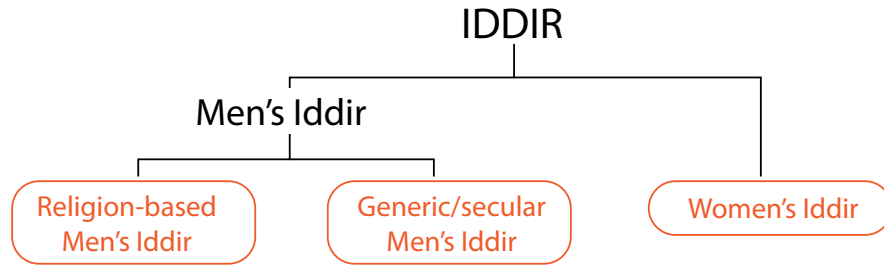 IDDIR
Men’s Iddir
Religion-based
Men’s Iddir
Generic/secular
Men’s Iddir
Women’s Iddir